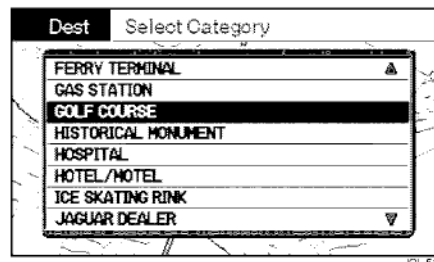 Dest Select Category
FERRY TERMINAL
GAS STATION
GOLF COURSE
HISTORICAL MONUMENT
HOSPITAL
HOTEL/MOTEL
ICE SKATING RINK
JAGUAR DEALER